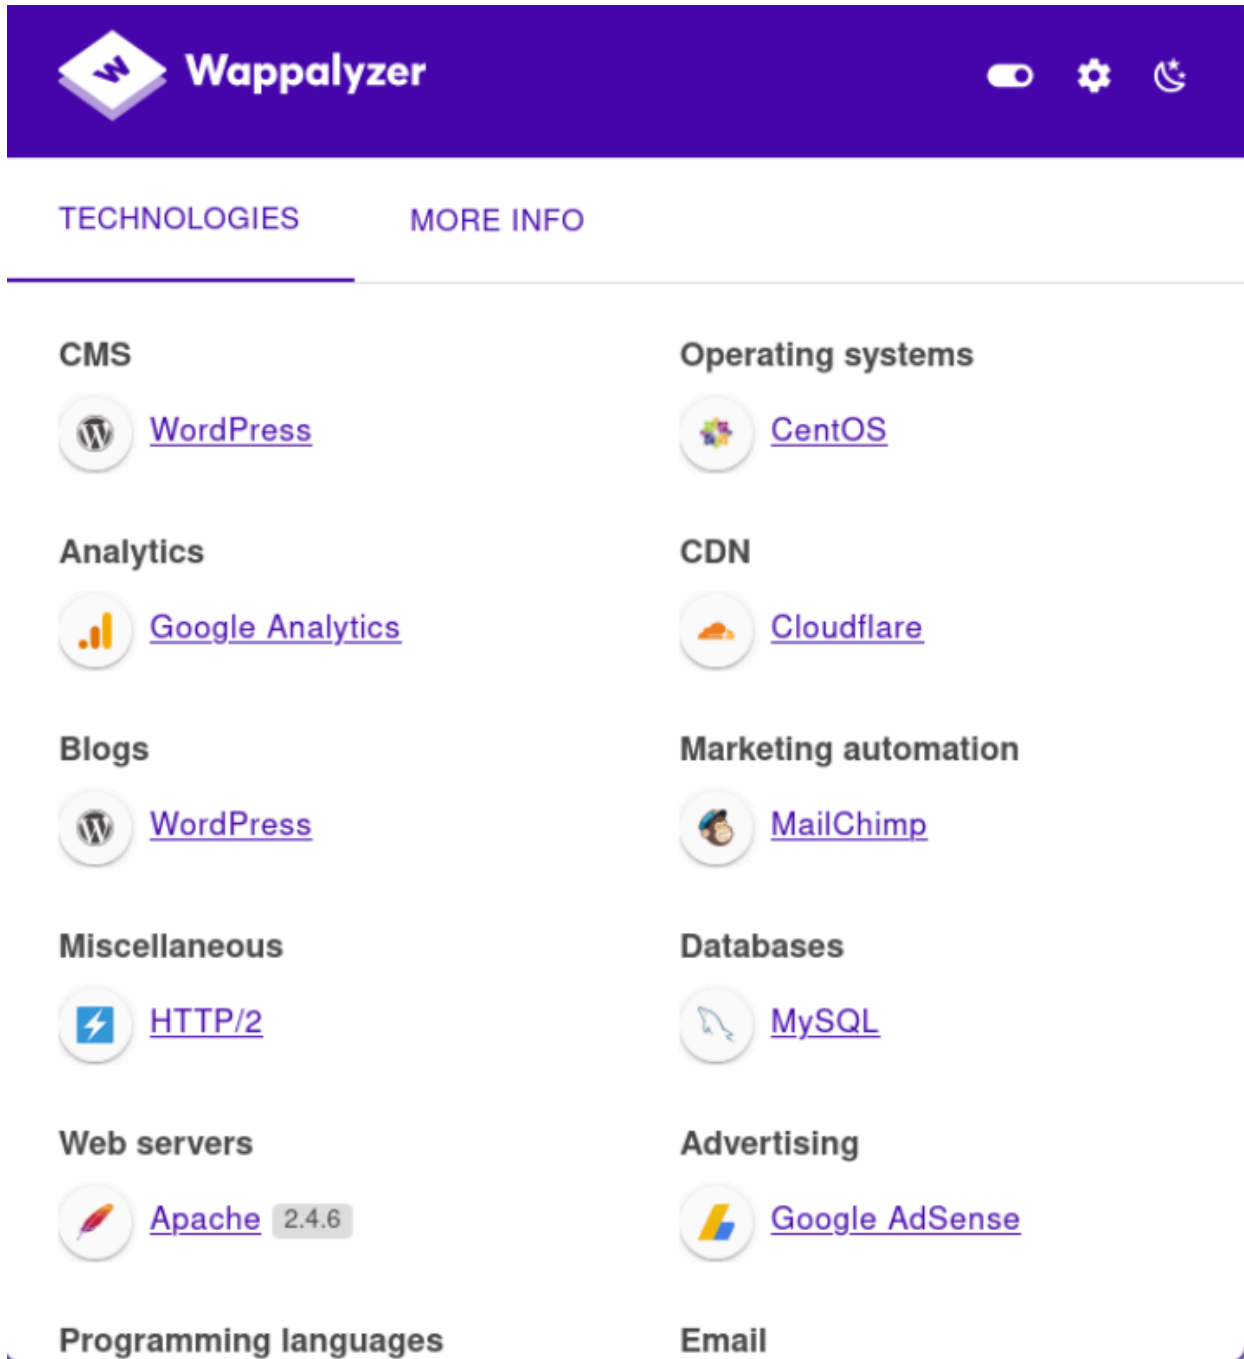 Wappalyzer
TECHNOLOGIES MORE INFO
CMS
WordPress
Operating systems
CentOS
Analytics
Google Analytics
CDN
Cloudflare
Blogs
WordPress
Marketing automation
MailChimp
Miscellaneous
HTTP/2
Databases
MySQL
Web servers
Apache 2.4.6
Advertising
Google AdSense
Programming languages
Email